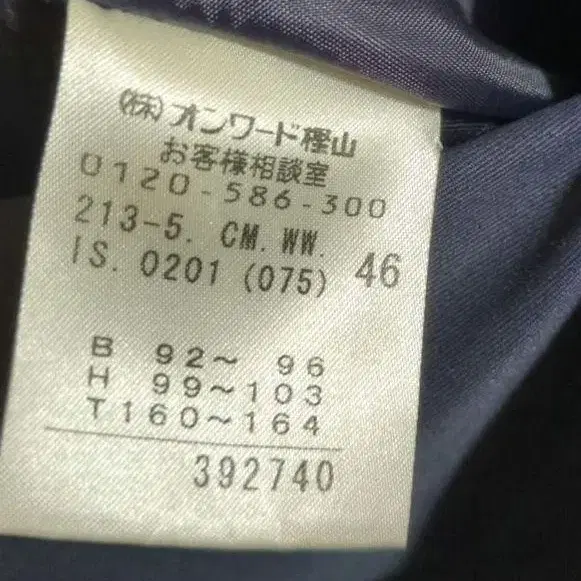 (株)オンワード樫山
お客様相談室
0120-586-300
213-5. CM. WW.
IS. 0201 (075) 46
B 92~ 96
H 99~103
T160~164
392740